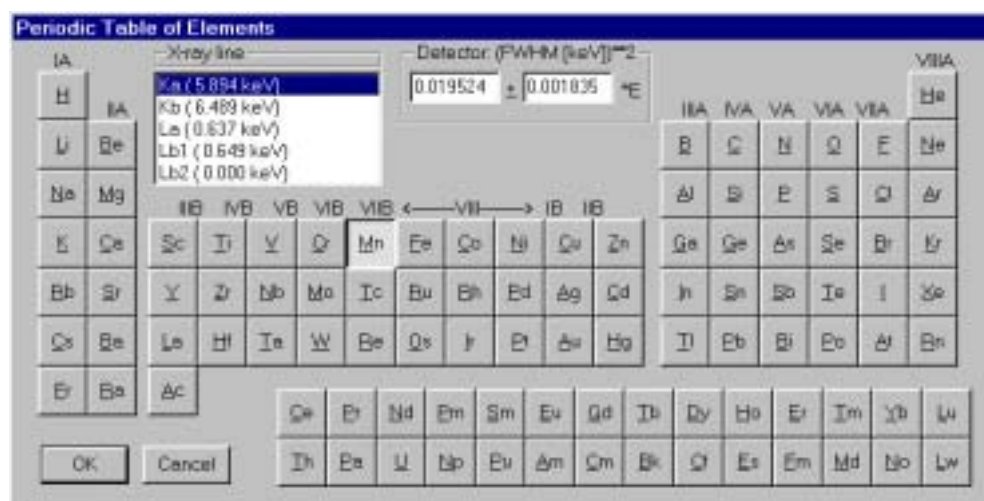 Periodic Table of Elements
IA X-ray line Detector: (FWHM [keV])**2 VIIIA
H IIA Ka ( 5.894 keV) 0.019524 ± 0.001835 *E IIIA IVA VA VIA VIIA He
Kb ( 6.489 keV)
La ( 0.637 keV)
Li Be Lb1 ( 0.649 keV) B C N O F Ne
Lb2 ( 0.000 keV)
Na Mg IIIB IVB VB VIB VIIB <——VIII——> IB IIB Al Si P S Cl Ar
K Ca Sc Ti V Cr Mn Fe Co Ni Cu Zn Ga Ge As Se Br Kr
Rb Sr Y Zr Nb Mo Tc Ru Rh Pd Ag Cd In Sn Sb Te I Xe
Cs Ba La Hf Ta W Re Os Ir Pt Au Hg Tl Pb Bi Po At Rn
Fr Ra Ac
Ce Pr Nd Pm Sm Eu Gd Tb Dy Ho Er Tm Yb Lu
OK Cancel Th Pa U Np Pu Am Cm Bk Cf Es Fm Md No Lw